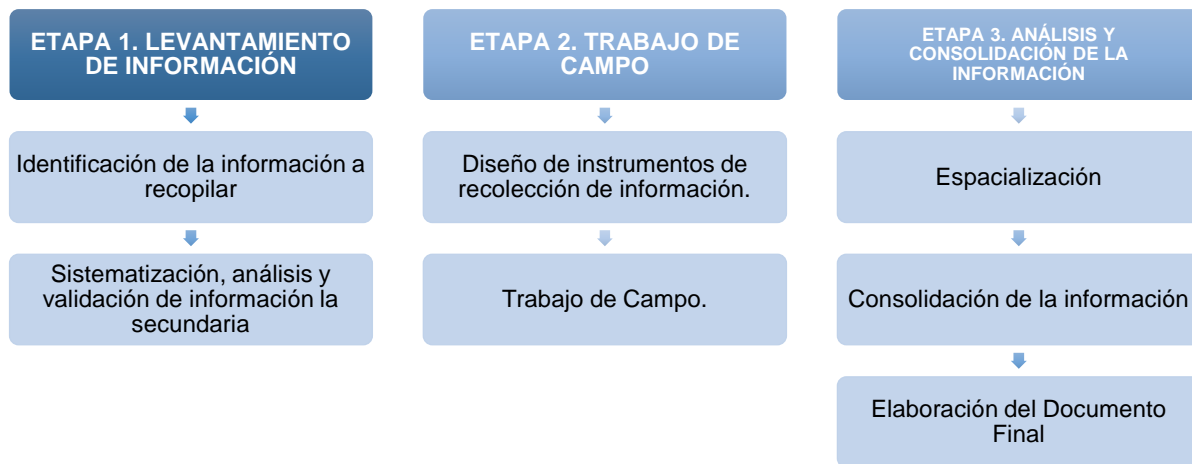 ETAPA 1. LEVANTAMIENTO
DE INFORMACIÓN
Identificación de la información a
recopilar
Sistematización, análisis y
validación de información la
secundaria
ETAPA 2. TRABAJO DE
CAMPO
Diseño de instrumentos de
recolección de información.
Trabajo de Campo.
ETAPA 3. ANÁLISIS Y
CONSOLIDACIÓN DE LA
INFORMACIÓN
Espacialización
Consolidación de la información
Elaboración del Documento
Final